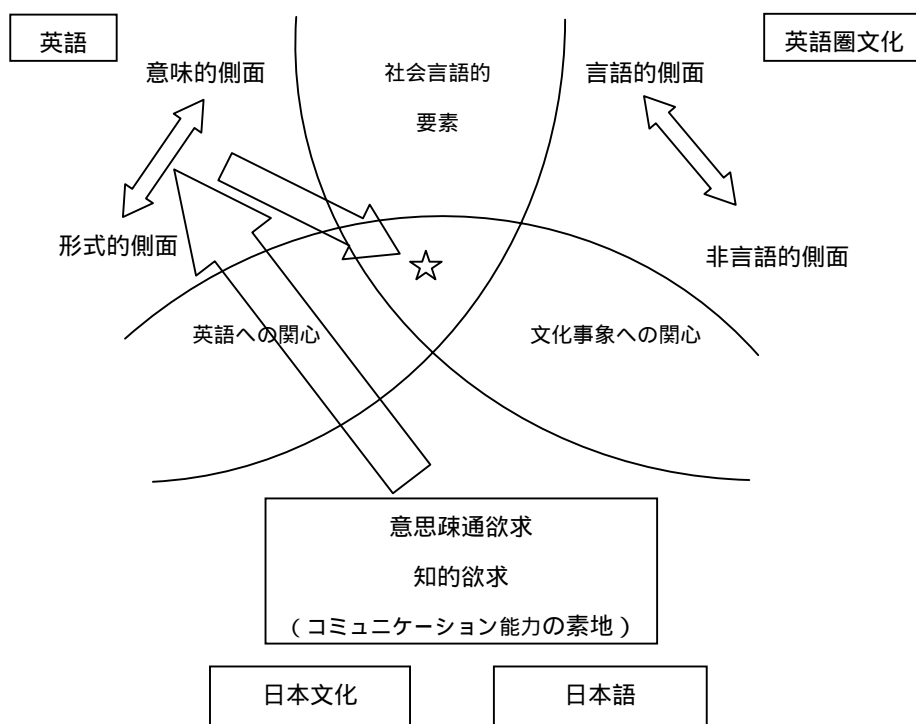 英語
英語圏文化
意味的側面
社会言語的
要素
言語的側面
形式的側面
非言語的側面
英語への関心
文化事象への関心
意思疎通欲求
知的欲求
(コミュニケーション能力の素地)
日本文化
日本語